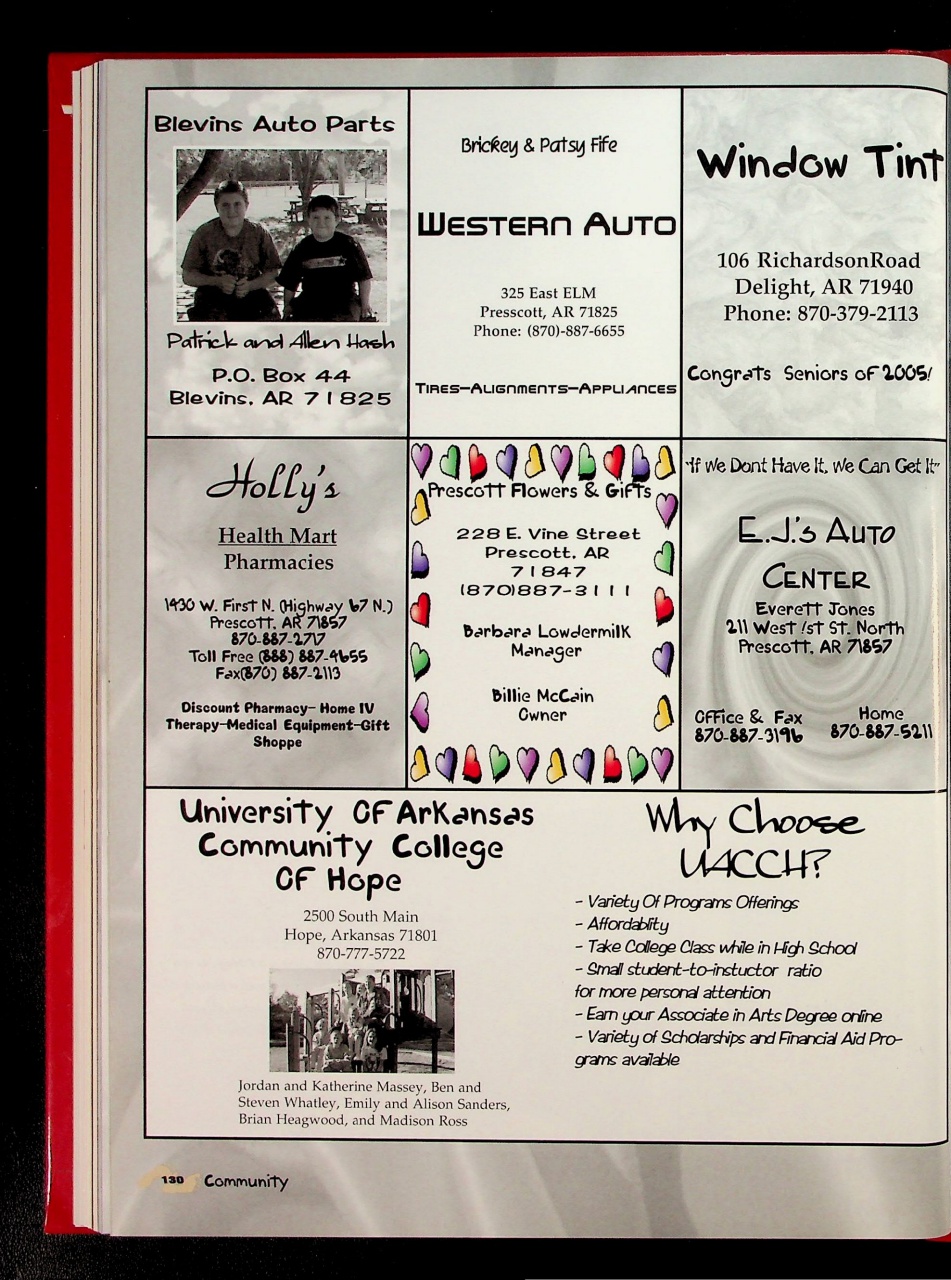 Blevins Auto Parts
Patrick and Allen Hash
P.O. Box 44
Blevins, AR 71825
Brickey & Patsy Fife
Western Auto
325 East ELM
Presscott, AR 71825
Phone: (870)-887-6655
Tires-Alignments-Appliances
Window Tint
106 RichardsonRoad
Delight, AR 71940
Phone: 870-379-2113
Congrats Seniors of 2005!
Holly's
Health Mart
Pharmacies
1430 W. First N. (Highway 67 N.)
Prescott, AR 71857
870-887-2717
Toll Free (888) 887-9655
Fax(870) 887-2113
Discount Pharmacy- Home IV
Therapy-Medical Equipment-Gift
Shoppe
Prescott Flowers & Gifts
228 E. Vine Street
Prescott, AR
71847
(870)887-3111
Barbara Lowdermilk
Manager
Billie McCain
Owner
"If We Dont Have It, We Can Get It"
E.J.'s Auto
Center
Everett Jones
211 West 1st St. North
Prescott, AR 71857
Office & Fax
870-887-3196
Home
870-887-5211
University Of Arkansas
Community College
Of Hope
2500 South Main
Hope, Arkansas 71801
870-777-5722
Jordan and Katherine Massey, Ben and
Steven Whatley, Emily and Alison Sanders,
Brian Heagwood, and Madison Ross
Why Choose
UACCH?
- Variety Of Programs Offerings
- Affordablity
- Take College Class while in High School
- Small student-to-instuctor ratio
for more personal attention
- Earn your Associate in Arts Degree online
- Variety of Scholarships and Financial Aid Pro-
grams available
130 Community